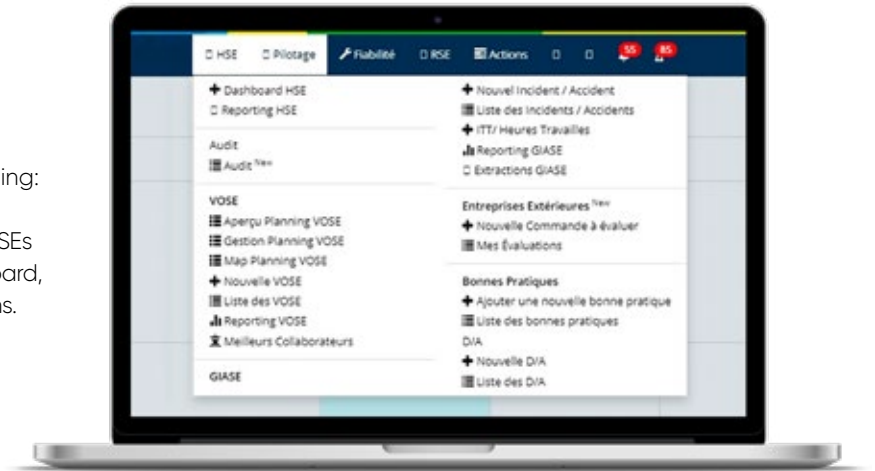 HSE Pilotage Fiabilité RSE Actions 55 85
Dashboard HSE
Reporting HSE
Audit
Audit New
VOSE
Aperçu Planning VOSE
Gestion Planning VOSE
Map Planning VOSE
Nouvelle VOSE
Liste des VOSE
Reporting VOSE
Meilleurs Collaborateurs
GIASE
Nouvel Incident / Accident
Liste des Incidents / Accidents
ITT/ Heures Travailles
Reporting GIASE
Extractions GIASE
Entreprises Extérieures New
Nouvelle Commande à évaluer
Mes Évaluations
Bonnes Pratiques
Ajouter une nouvelle bonne pratique
Liste des bonnes pratiques
D/A
Nouvelle D/A
Liste des D/A
ing:
SEs
oard,
ns.